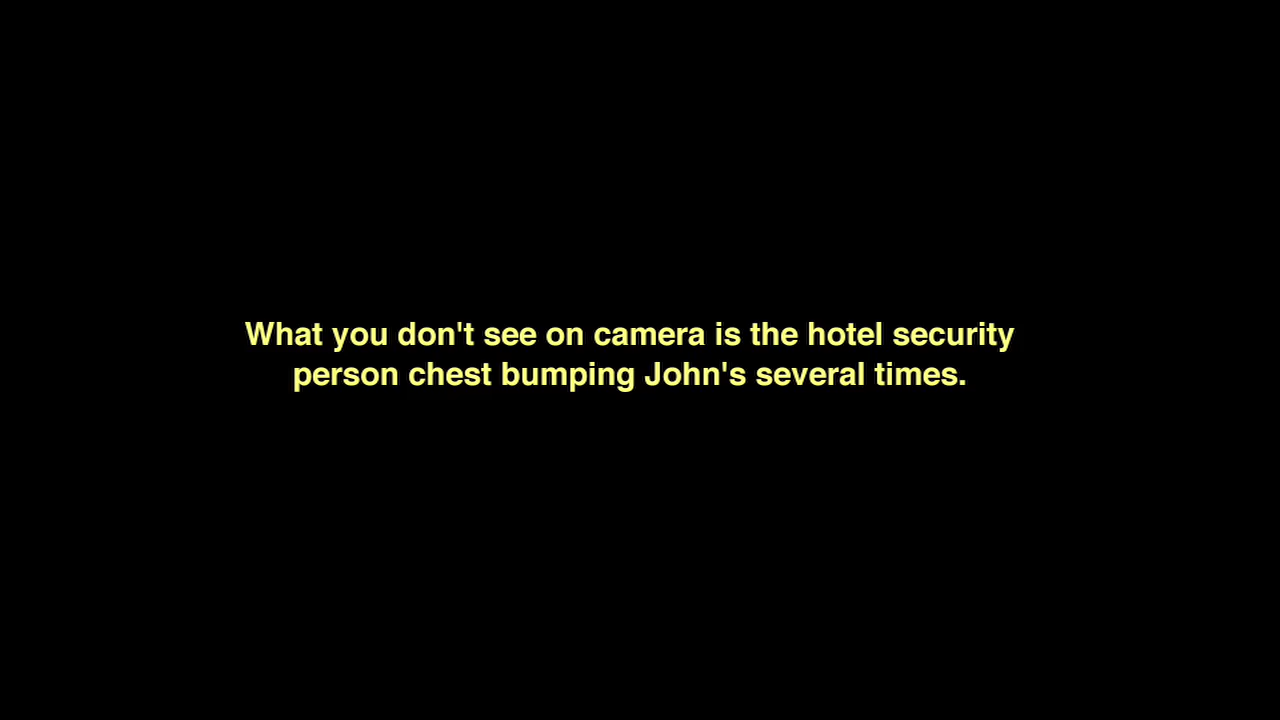 What you don't see on camera is the hotel security
person chest bumping John's several times.